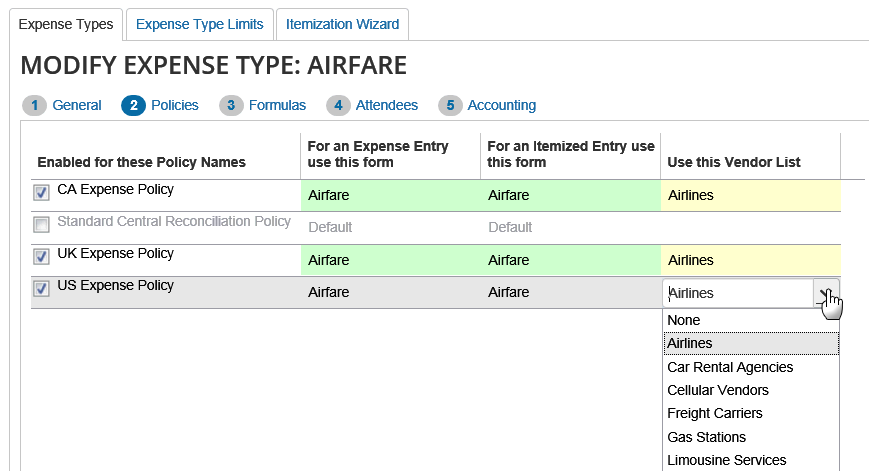 Expense Types Expense Type Limits Itemization Wizard
MODIFY EXPENSE TYPE: AIRFARE
1 General 2 Policies 3 Formulas 4 Attendees 5 Accounting
Enabled for these Policy Names For an Expense Entry use this form For an Itemized Entry use this form Use this Vendor List
CA Expense Policy Airfare Airfare Airlines
Standard Central Reconciliation Policy Default Default
UK Expense Policy Airfare Airfare Airlines
US Expense Policy Airfare Airfare Airlines
None
Airlines
Car Rental Agencies
Cellular Vendors
Freight Carriers
Gas Stations
Limousine Services